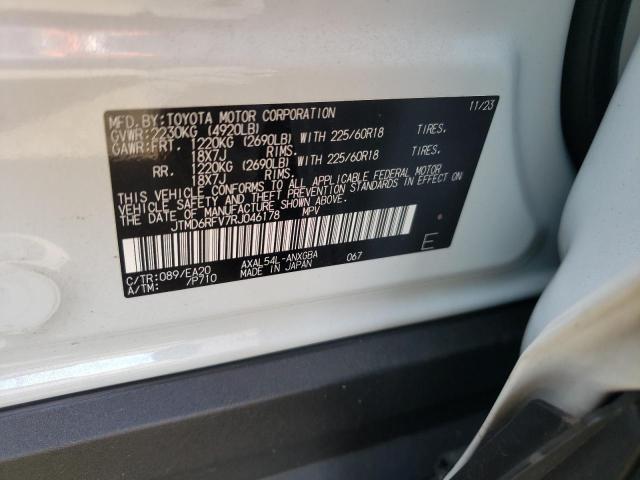 MFD. BY: TOYOTA MOTOR CORPORATION 11/23
GVWR: 2230KG (4920LB)
GAWR: FRT. 1220KG (2690LB) WITH 225/60R18 TIRES.
18X7J RIMS.
RR. 1220KG (2690LB) WITH 225/60R18 TIRES.
18X7J RIMS.
THIS VEHICLE CONFORMS TO ALL APPLICABLE FEDERAL MOTOR
VEHICLE SAFETY AND THEFT PREVENTION STANDARDS IN EFFECT
ON THE DATE OF MANUFACTURE SHOWN ABOVE.
JTMD6RFV7RJ046178 MPV
E
C/TR: 089/EA20 AXAL54L-ANXGBA 067
A/TM: /P710 MADE IN JAPAN